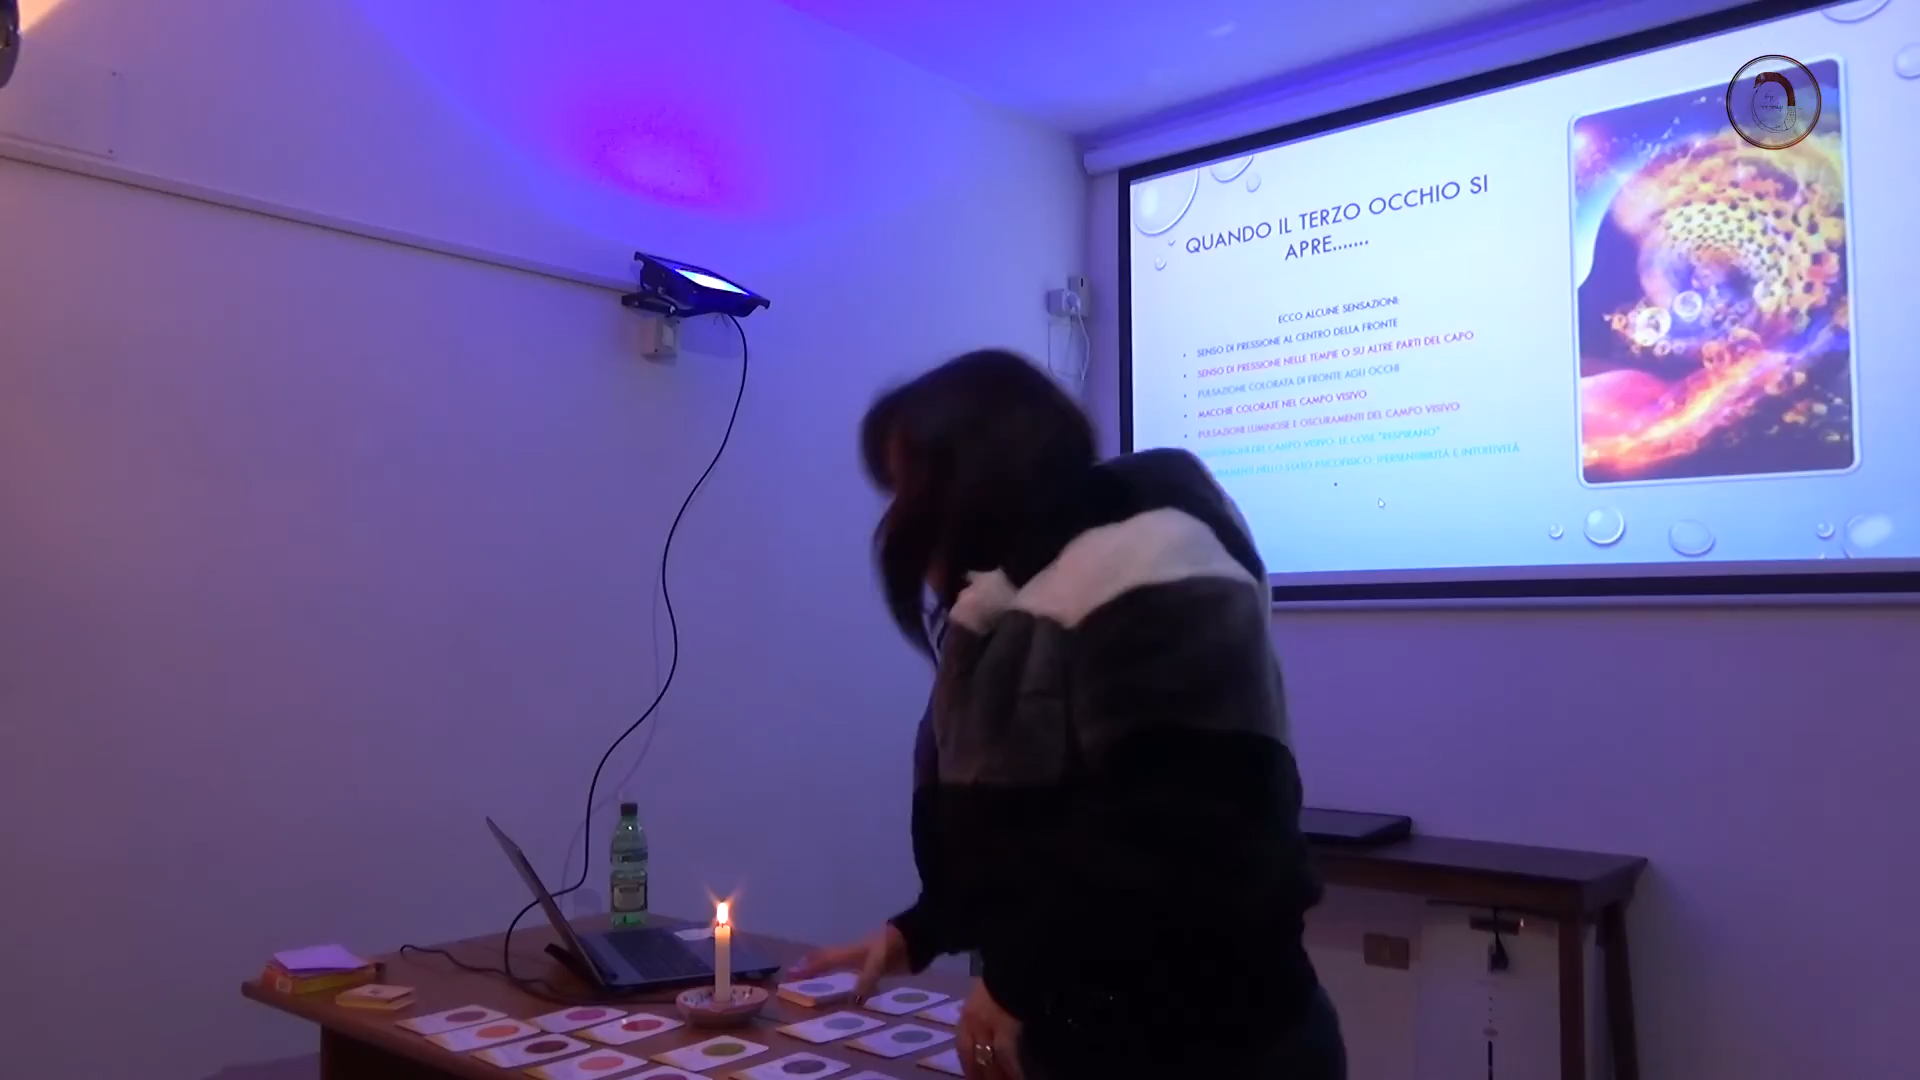 QUANDO IL TERZO OCCHIO SI
APRE.......
ECCO ALCUNE SENSAZIONI:
• SENSO DI PRESSIONE AL CENTRO DELLA FRONTE
• SENSO DI PRESSIONE NELLE TEMPIE O SU ALTRE PARTI DEL CAPO
• PULSAZIONE COLORATA DI FRONTE AGLI OCCHI
• MACCHIE COLORATE NEL CAMPO VISIVO
• PULSAZIONI LUMINOSE E OSCURAMENTI DEL CAMPO VISIVO
DEL CAMPO VISIVO: LE COSE "RESPIRANO"
NELLO STATO PSICOFISICO: IPERSENSIBILITÀ E INTUITIVITÀ